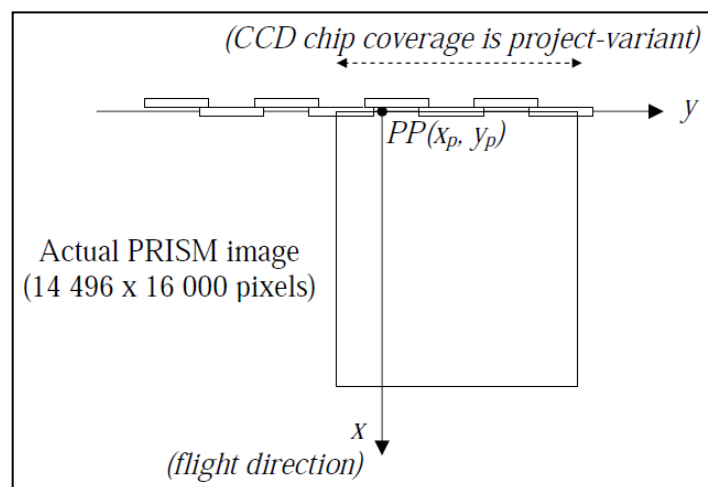 (CCD chip coverage is project-variant)
y
PP(xp, yp)
Actual PRISM image
(14 496 x 16 000 pixels)
x
(flight direction)